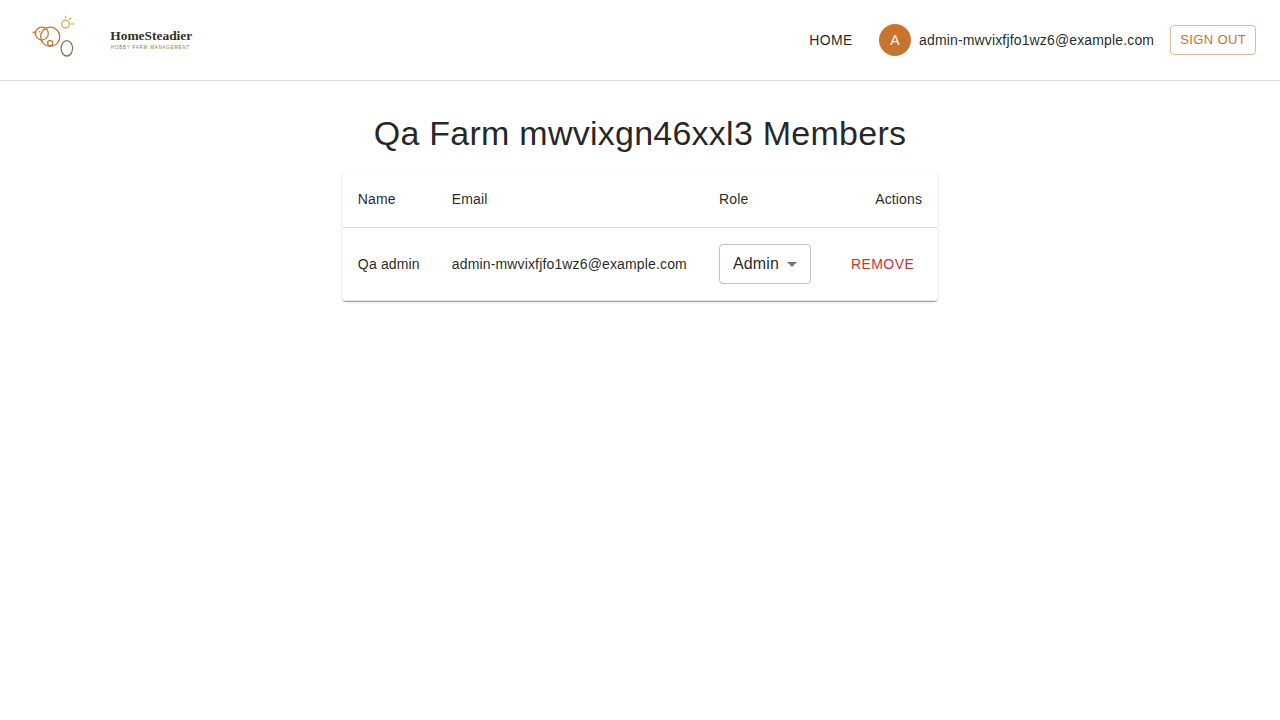 HomeSteadier
HOBBY FARM MANAGEMENT
HOME
A
admin-mwvixfjfo1wz6@example.com
SIGN OUT
Qa Farm mwvixgn46xxl3 Members
Name Email Role Actions
Qa admin admin-mwvixfjfo1wz6@example.com Admin REMOVE